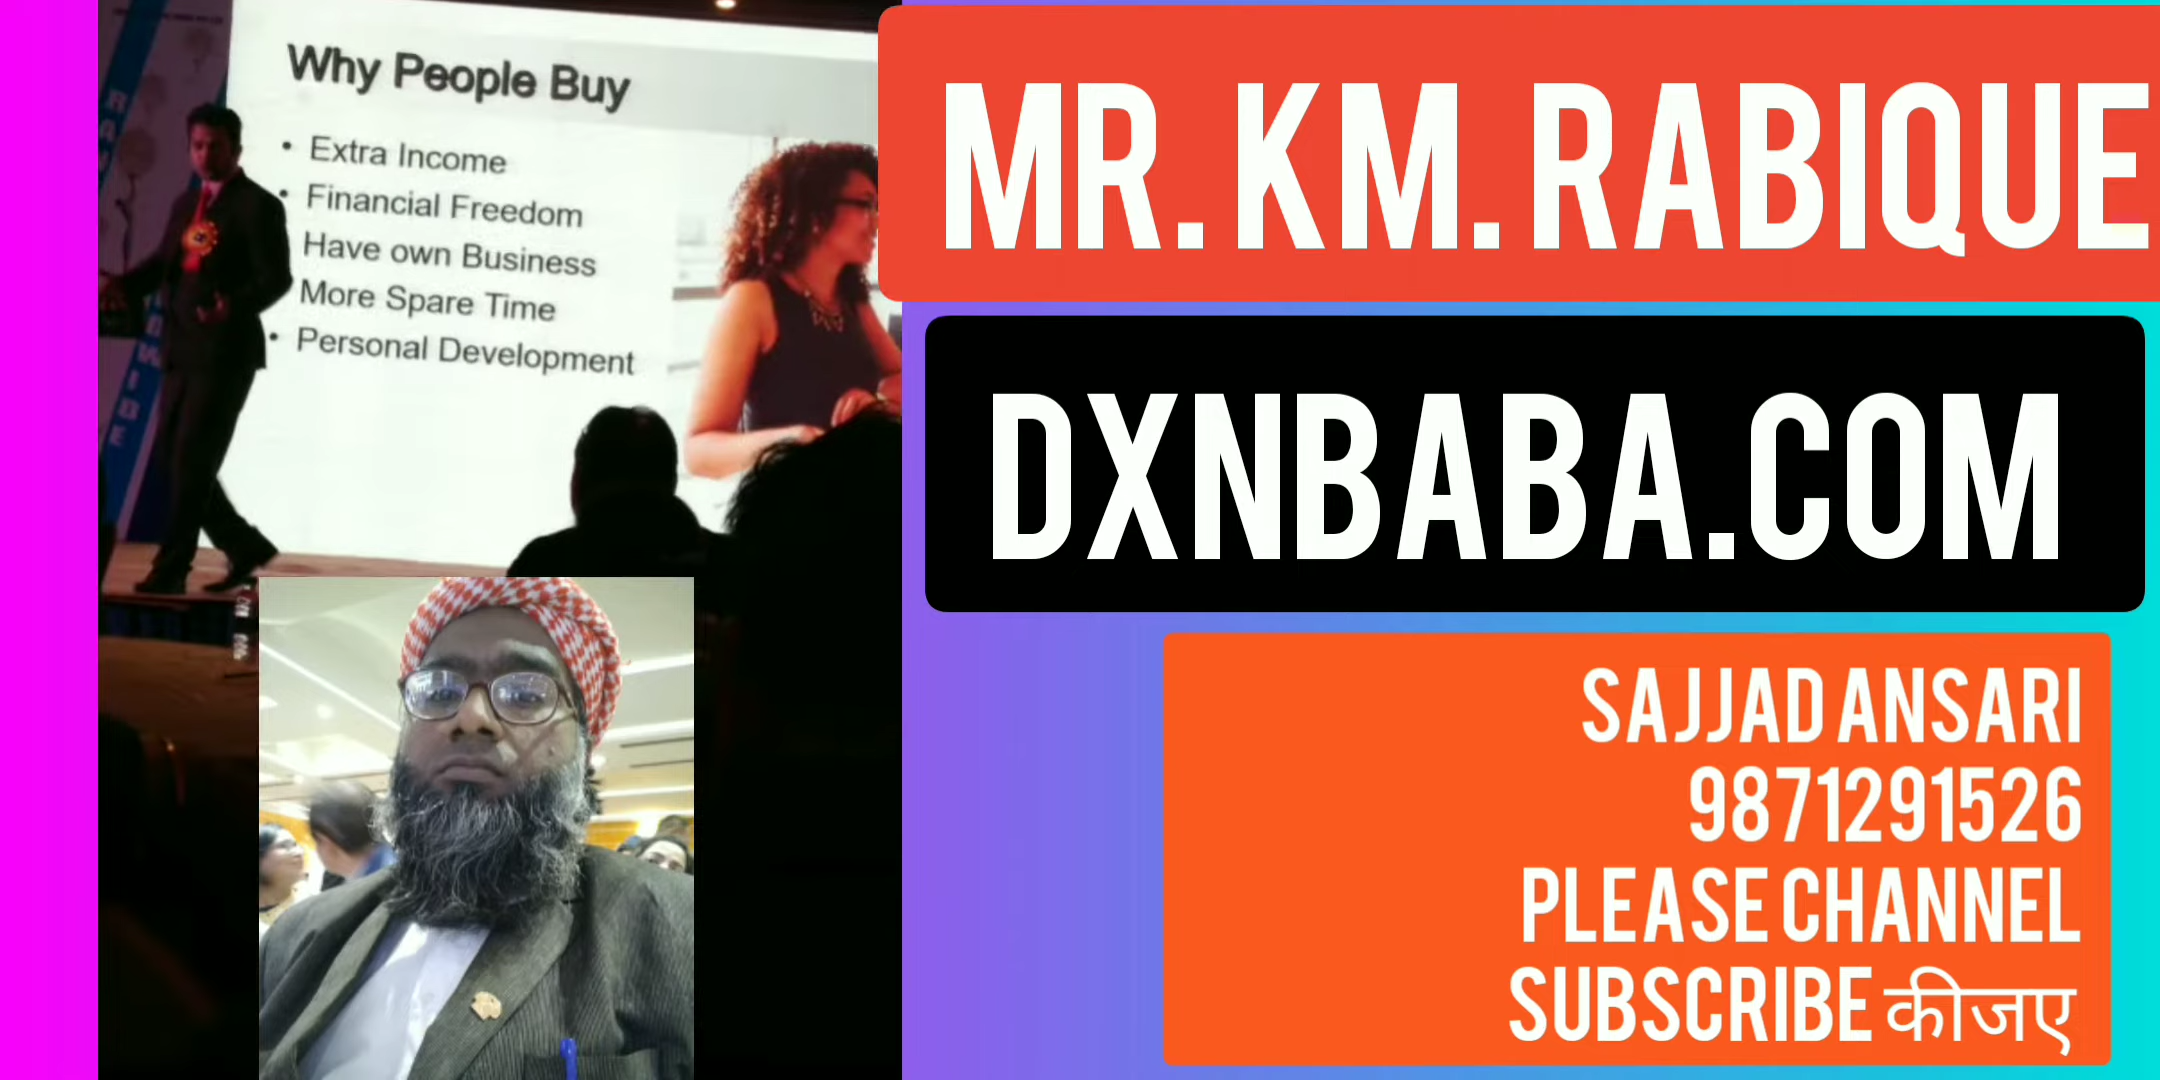 Why People Buy
• Extra Income
• Financial Freedom
Have own Business
More Spare Time
• Personal Development
MR. KM. RABIQUE
DXNBABA.COM
SAJJAD ANSARI
9871291526
PLEASE CHANNEL
SUBSCRIBE कीजए